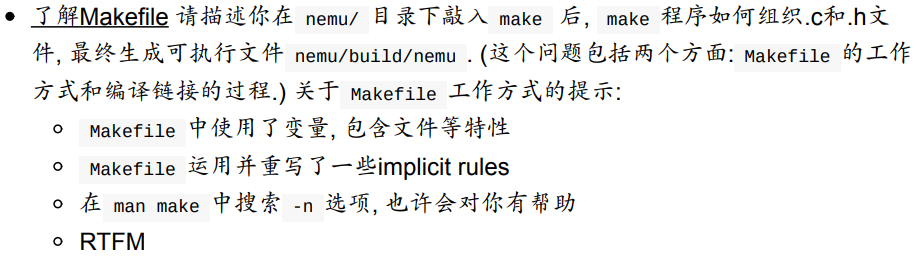 了解Makefile 请描述你在 nemu/ 目录下敲入 make 后, make 程序如何组织.c和.h文
件, 最终生成可执行文件 nemu/build/nemu . (这个问题包括两个方面: Makefile 的工作
方式和编译链接的过程.) 关于 Makefile 工作方式的提示:
Makefile 中使用了变量, 包含文件等特性
Makefile 运用并重写了一些implicit rules
在 man make 中搜索 -n 选项, 也许会对你有帮助
RTFM